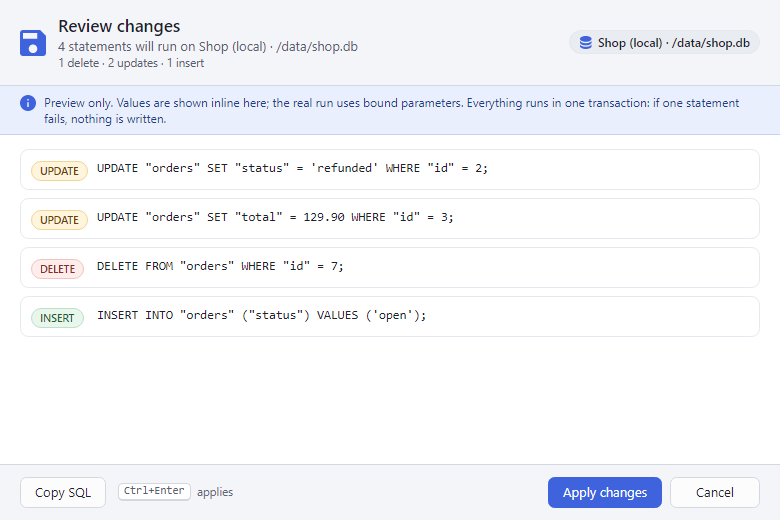 Review changes
4 statements will run on Shop (local) · /data/shop.db
1 delete · 2 updates · 1 insert
Shop (local) · /data/shop.db
Preview only. Values are shown inline here; the real run uses bound parameters. Everything runs in one transaction: if one statement
fails, nothing is written.
UPDATE UPDATE "orders" SET "status" = 'refunded' WHERE "id" = 2;
UPDATE UPDATE "orders" SET "total" = 129.90 WHERE "id" = 3;
DELETE DELETE FROM "orders" WHERE "id" = 7;
INSERT INSERT INTO "orders" ("status") VALUES ('open');
Copy SQL Ctrl+Enter applies Apply changes Cancel